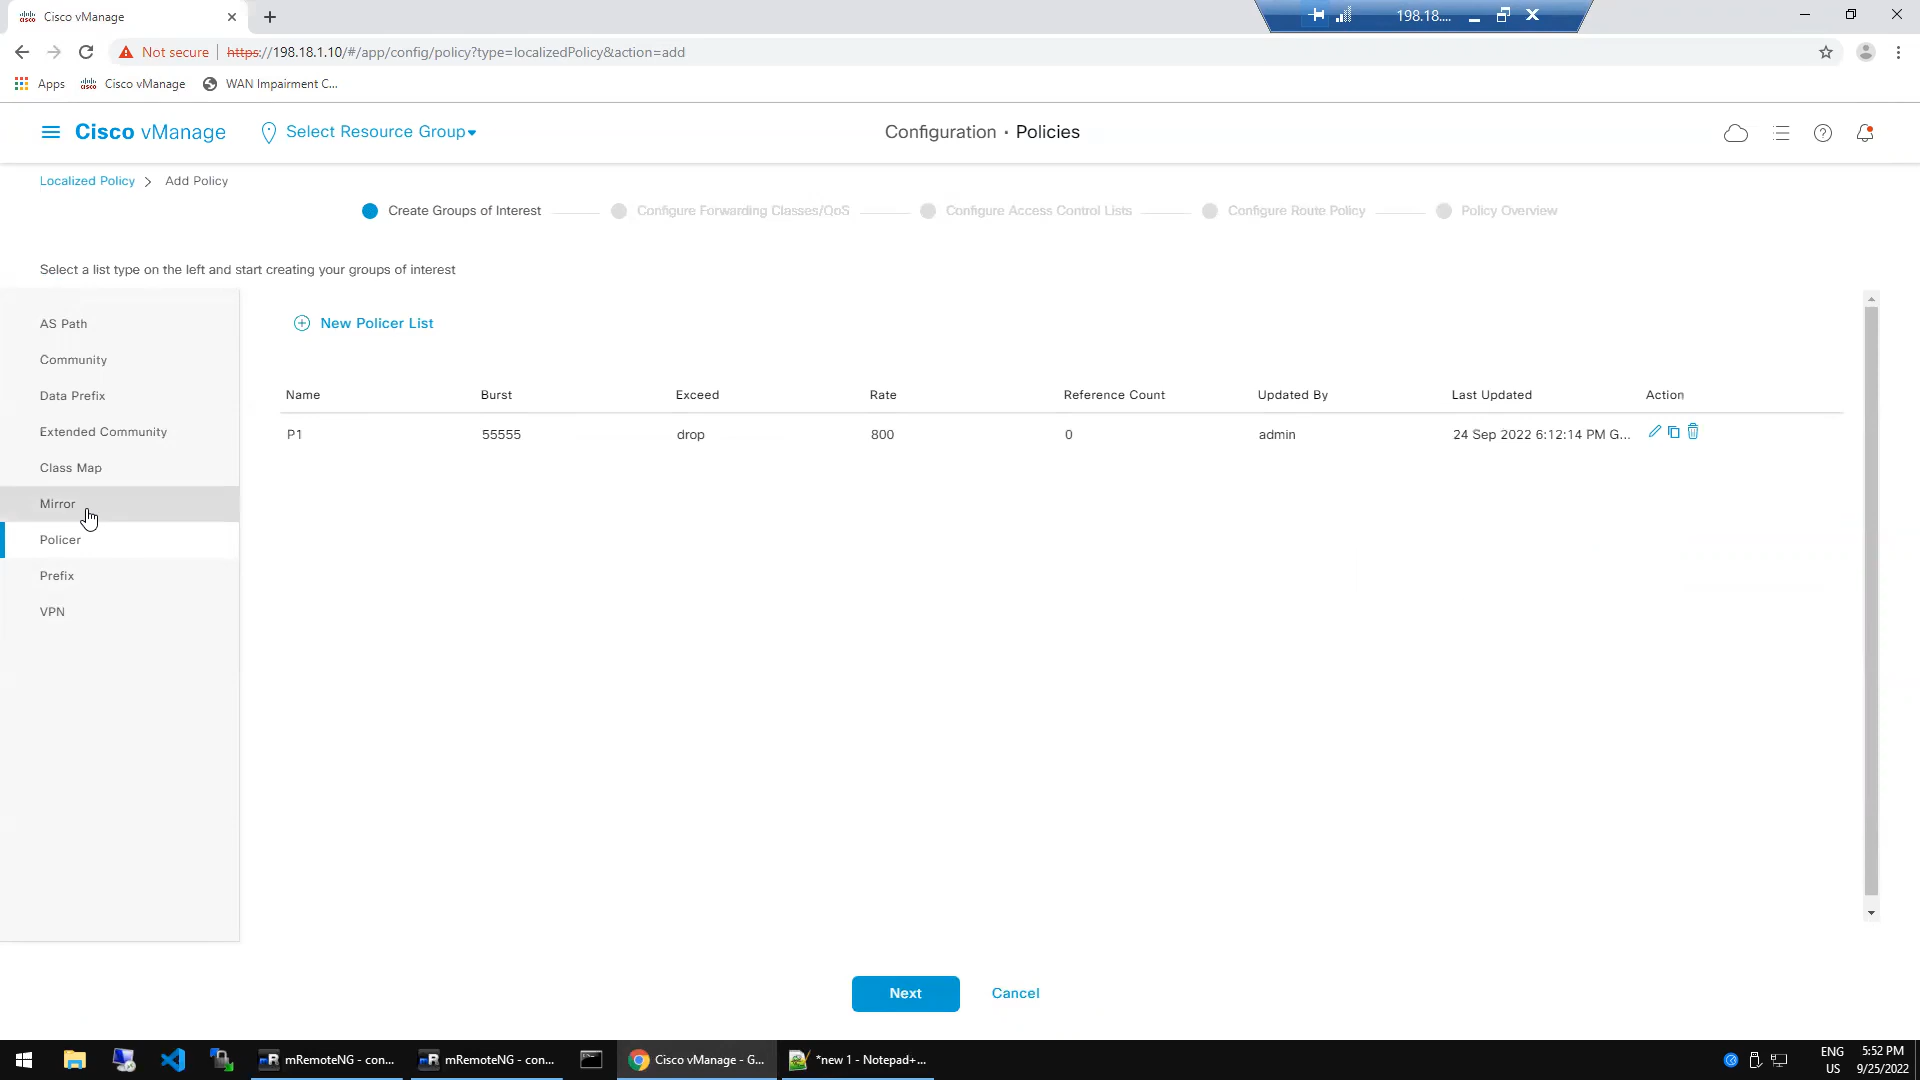 Cisco vManage
198.18....
Not secure
https://198.18.1.10/#/app/config/policy?type=localizedPolicy&action=add
Apps
Cisco vManage
WAN Impairment C...
Cisco vManage
Select Resource Group
Configuration · Policies
Localized Policy > Add Policy
Create Groups of Interest
Configure Forwarding Classes/QoS
Configure Access Control Lists
Configure Route Policy
Policy Overview
Select a list type on the left and start creating your groups of interest
AS Path
Community
Data Prefix
Extended Community
Class Map
Mirror
Policer
Prefix
VPN
New Policer List
Name Burst Exceed Rate Reference Count Updated By Last Updated Action
P1 55555 drop 800 0 admin 24 Sep 2022 6:12:14 PM G...
Next
Cancel
mRemoteNG - con...
mRemoteNG - con...
Cisco vManage - G...
*new 1 - Notepad+...
ENG
US
5:52 PM
9/25/2022